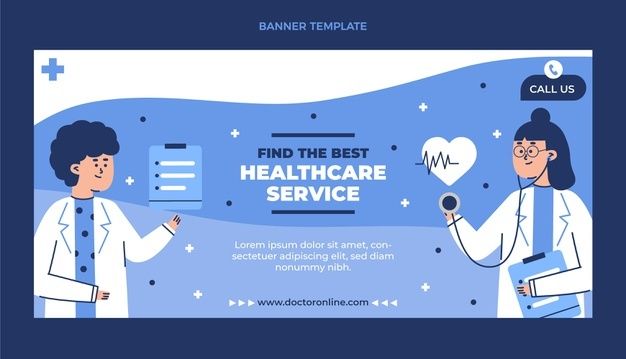 BANNER TEMPLATE
CALL US
FIND THE BEST
HEALTHCARE
SERVICE
Lorem ipsum dolor sit amet, con-
sectetuer adipiscing elit, sed diam
nonummy nibh.
www.doctoronline.com